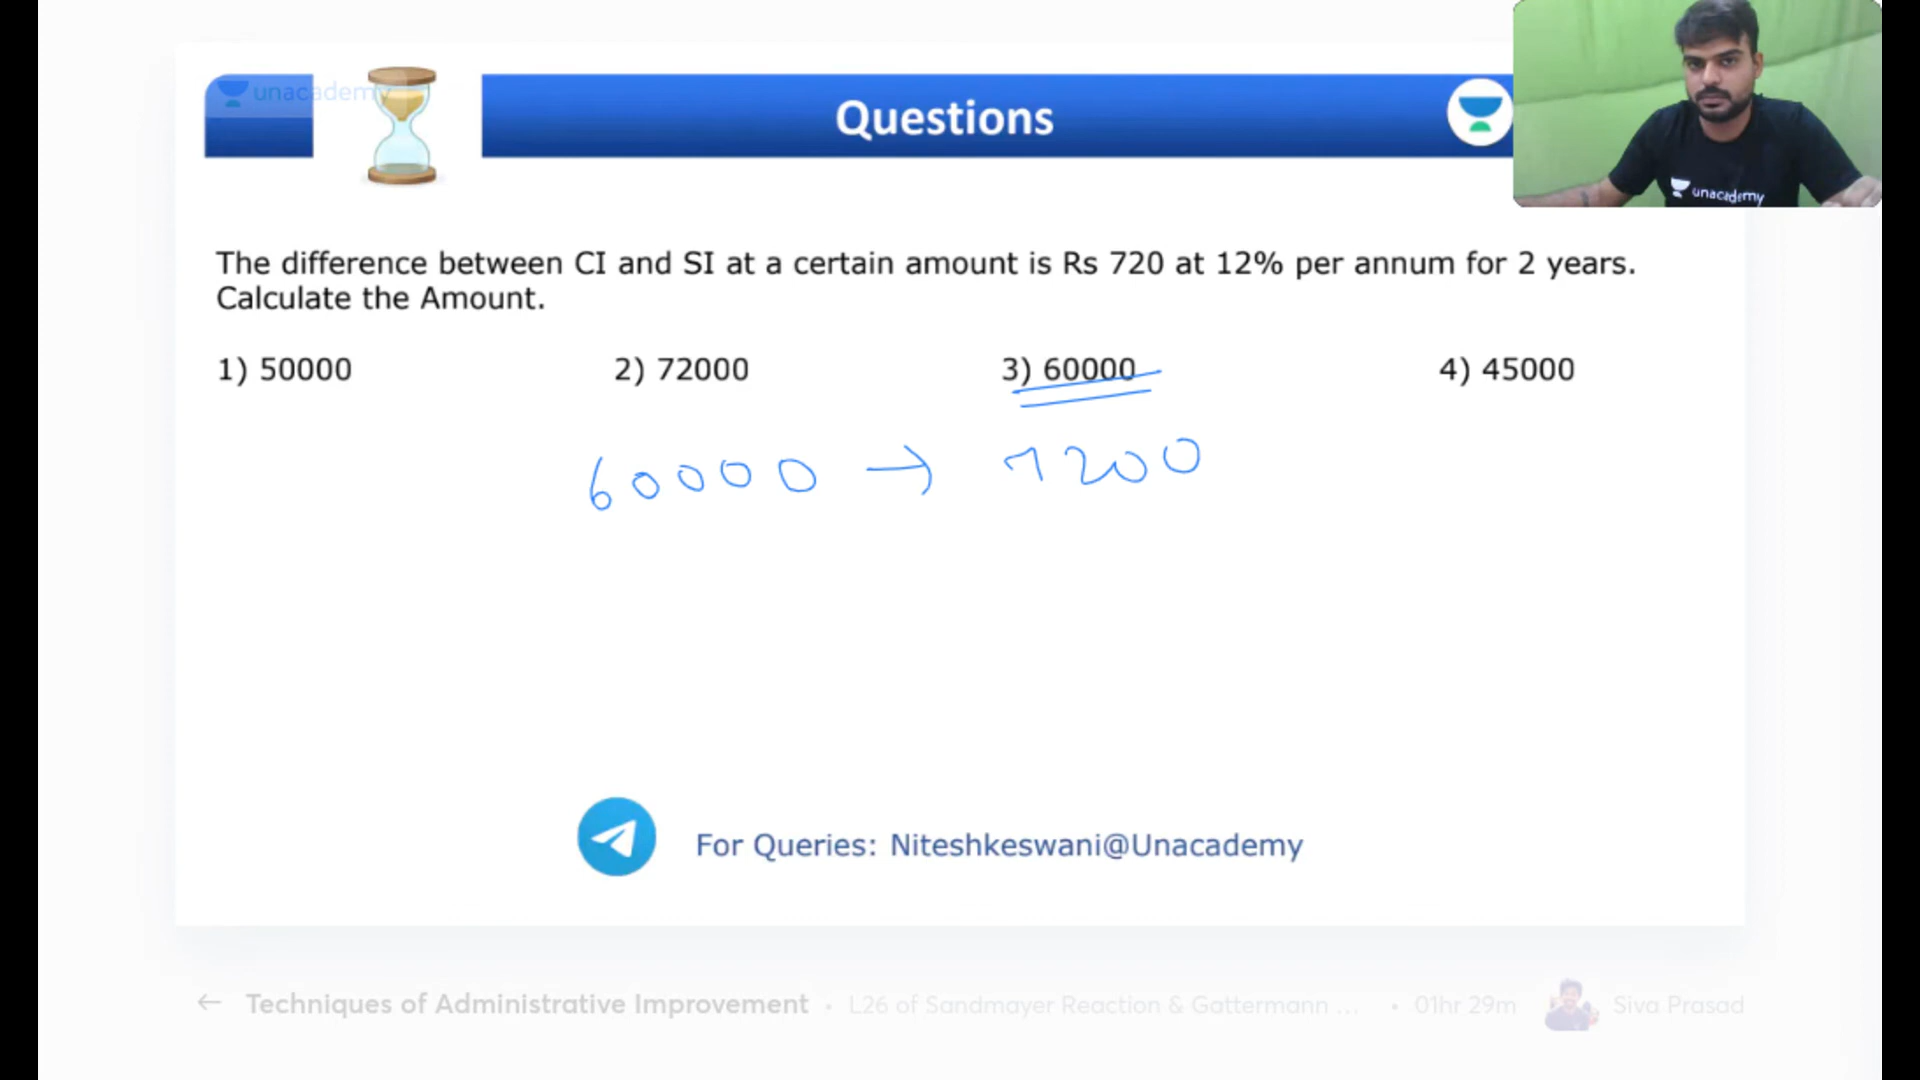 unacademy
Questions
unacademy
The difference between CI and SI at a certain amount is Rs 720 at 12% per annum for 2 years.
Calculate the Amount.
1) 50000 2) 72000 3) 60000 4) 45000
60000 → 7200
For Queries: Niteshkeswani@Unacademy
← Techniques of Administrative Improvement • L26 of Sandmayer Reaction & Gattermann ... • 01hr 29m Siva Prasad